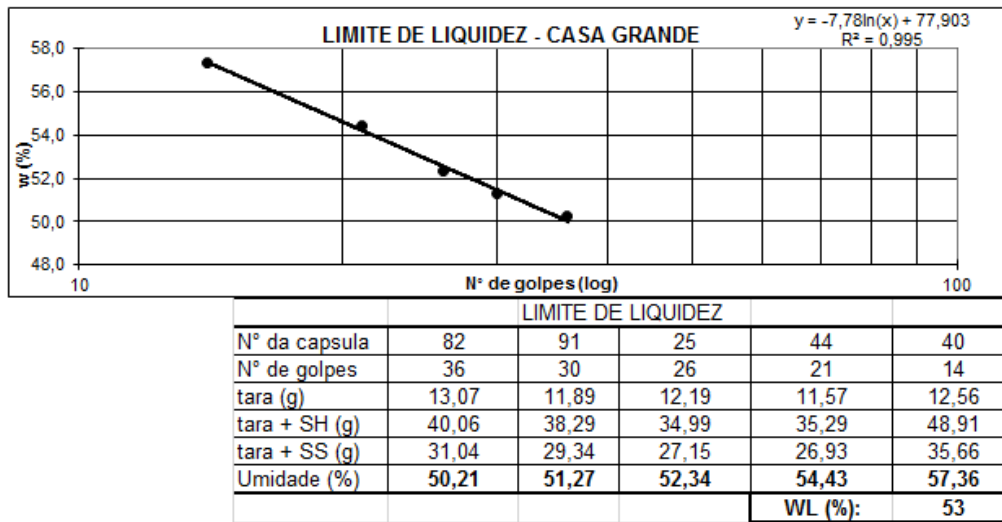 LIMITE DE LIQUIDEZ - CASA GRANDE
y = -7,78ln(x) + 77,903
R² = 0,995
58,0
56,0
54,0
52,0
50,0
48,0
w (%)
10 N° de golpes (log) 100
LIMITE DE LIQUIDEZ
N° da capsula 82 91 25 44 40
N° de golpes 36 30 26 21 14
tara (g) 13,07 11,89 12,19 11,57 12,56
tara + SH (g) 40,06 38,29 34,99 35,29 48,91
tara + SS (g) 31,04 29,34 27,15 26,93 35,66
Umidade (%) 50,21 51,27 52,34 54,43 57,36
WL (%): 53